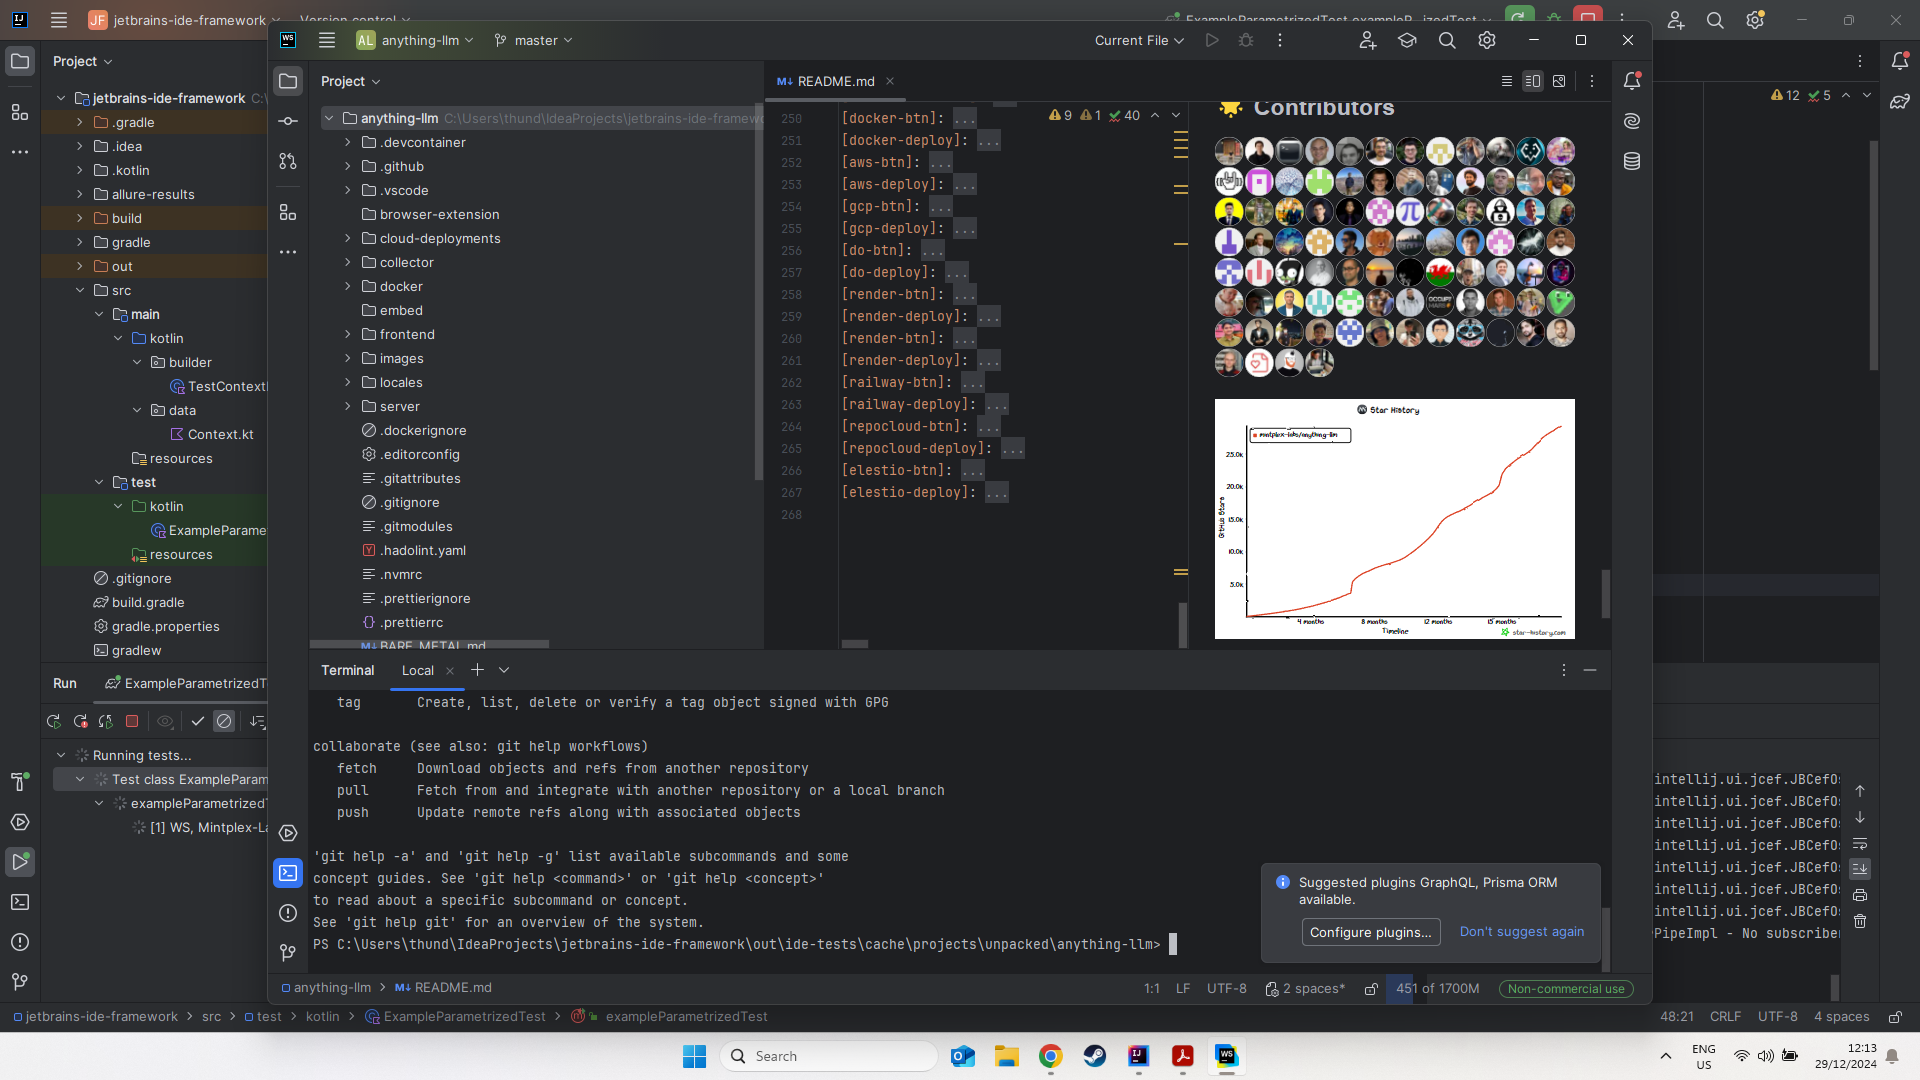 JF jetbrains-ide-framework
Version control
ExampleParametrizedTest.exampleP...izedTest
AL anything-llm
master
Current File
Project
jetbrains-ide-framework C:\
.gradle
.idea
.kotlin
allure-results
build
gradle
out
src
main
kotlin
builder
TestContext
data
Context.kt
resources
test
kotlin
ExampleParame
resources
.gitignore
build.gradle
gradle.properties
gradlew
12 5
Project
anything-llm C:\Users\thund\IdeaProjects\jetbrains-ide-framewo
.devcontainer
.github
.vscode
browser-extension
cloud-deployments
collector
docker
embed
frontend
images
locales
server
.dockerignore
.editorconfig
.gitattributes
.gitignore
.gitmodules
.hadolint.yaml
.nvmrc
.prettierignore
.prettierrc
BARE_METAL.md
README.md
9 1 40
250 [docker-btn]: ...
251 [docker-deploy]: ...
252 [aws-btn]: ...
253 [aws-deploy]: ...
254 [gcp-btn]: ...
255 [gcp-deploy]: ...
256 [do-btn]: ...
257 [do-deploy]: ...
258 [render-btn]: ...
259 [render-deploy]: ...
260 [render-btn]: ...
261 [render-deploy]: ...
262 [railway-btn]: ...
263 [railway-deploy]: ...
264 [repocloud-btn]: ...
265 [repocloud-deploy]: ...
266 [elestio-btn]: ...
267 [elestio-deploy]: ...
268
Contributors
OCCUPY MARS
Star History
mintplex-labs/anything-llm
25.0k
20.0k
15.0k
10.0k
5.0k
GitHub Stars
4 months 8 months 12 months 15 months
Timeline
star-history.com
Terminal Local
tag Create, list, delete or verify a tag object signed with GPG
collaborate (see also: git help workflows)
fetch Download objects and refs from another repository
pull Fetch from and integrate with another repository or a local branch
push Update remote refs along with associated objects
'git help -a' and 'git help -g' list available subcommands and some
concept guides. See 'git help <command>' or 'git help <concept>'
to read about a specific subcommand or concept.
See 'git help git' for an overview of the system.
PS C:\Users\thund\IdeaProjects\jetbrains-ide-framework\out\ide-tests\cache\projects\unpacked\anything-llm>
Suggested plugins GraphQL, Prisma ORM
available.
Configure plugins... Don't suggest again
anything-llm README.md
1:1 LF UTF-8 2 spaces* 451 of 1700M Non-commercial use
Run ExampleParametrizedT
Running tests...
Test class ExampleParam
exampleParametrizedT
[1] WS, Mintplex-La
intellij.ui.jcef.JBCefOs
intellij.ui.jcef.JBCefOs
intellij.ui.jcef.JBCefOs
intellij.ui.jcef.JBCefOs
intellij.ui.jcef.JBCefOs
intellij.ui.jcef.JBCefOs
intellij.ui.jcef.JBCefOs
PipeImpl - No subscribe
jetbrains-ide-framework src test kotlin ExampleParametrizedTest exampleParametrizedTest
48:21 CRLF UTF-8 4 spaces
Search
WS
ENG
US
12:13
29/12/2024